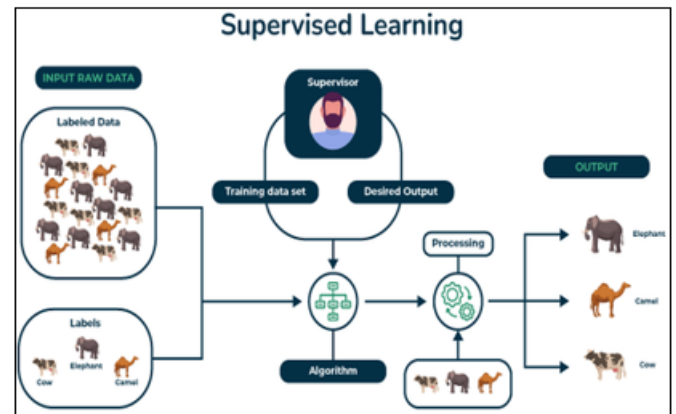 Supervised Learning
INPUT RAW DATA
Labeled Data
Supervisor
Training data set
Desired Output
OUTPUT
Processing
Elephant
Camel
Cow
Labels
Cow
Elephant
Camel
Algorithm